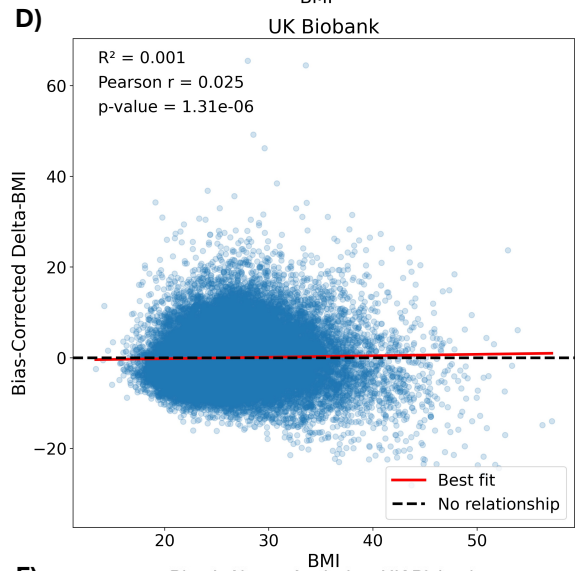 BMI
D)
UK Biobank
R² = 0.001
Pearson r = 0.025
p-value = 1.31e-06
60
40
20
0
−20
Bias-Corrected Delta-BMI
Best fit
No relationship
20 30 40 50
BMI